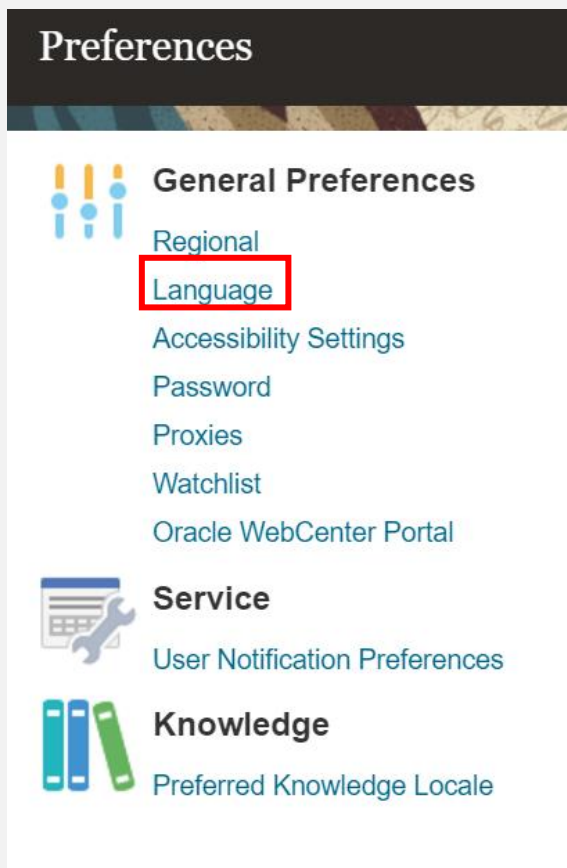 Preferences
General Preferences
Regional
Language
Accessibility Settings
Password
Proxies
Watchlist
Oracle WebCenter Portal
Service
User Notification Preferences
Knowledge
Preferred Knowledge Locale